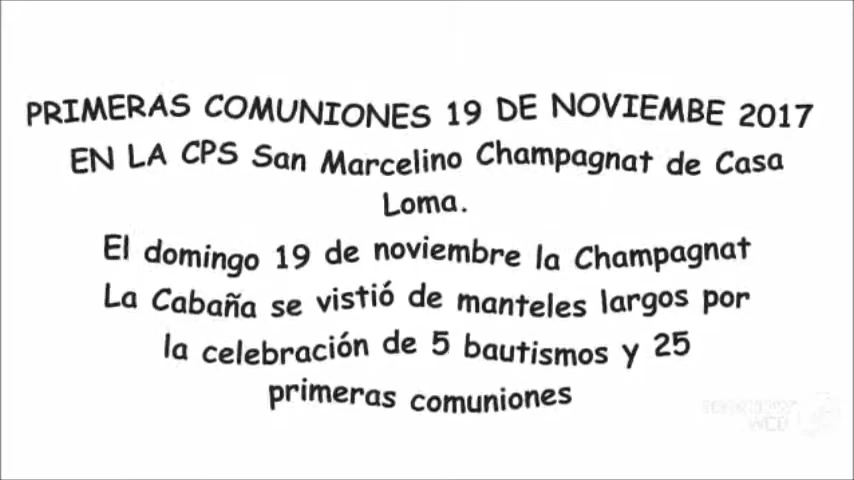 PRIMERAS COMUNIONES 19 DE NOVIEMBE 2017
EN LA CPS San Marcelino Champagnat de Casa
Loma.
El domingo 19 de noviembre la Champagnat
La Cabaña se vistió de manteles largos por
la celebración de 5 bautismos y 25
primeras comuniones